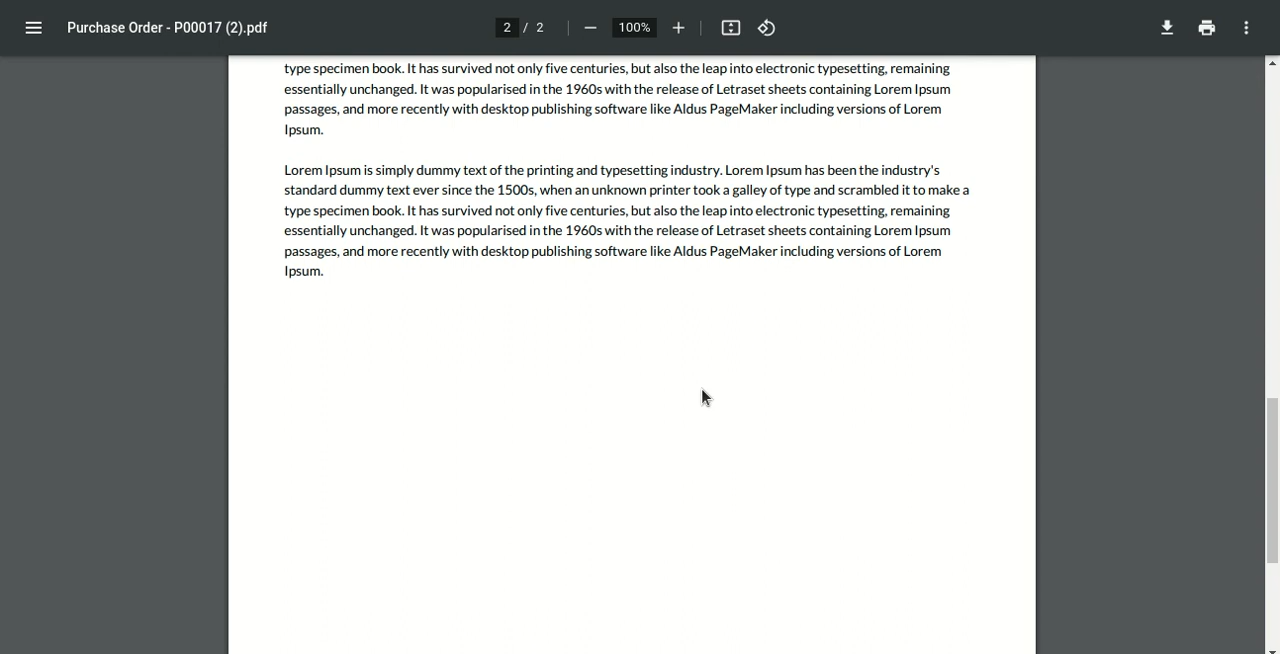 Purchase Order - P00017 (2).pdf
2 / 2
100%
type specimen book. It has survived not only five centuries, but also the leap into electronic typesetting, remaining
essentially unchanged. It was popularised in the 1960s with the release of Letraset sheets containing Lorem Ipsum
passages, and more recently with desktop publishing software like Aldus PageMaker including versions of Lorem
Ipsum.
Lorem Ipsum is simply dummy text of the printing and typesetting industry. Lorem Ipsum has been the industry's
standard dummy text ever since the 1500s, when an unknown printer took a galley of type and scrambled it to make a
type specimen book. It has survived not only five centuries, but also the leap into electronic typesetting, remaining
essentially unchanged. It was popularised in the 1960s with the release of Letraset sheets containing Lorem Ipsum
passages, and more recently with desktop publishing software like Aldus PageMaker including versions of Lorem
Ipsum.